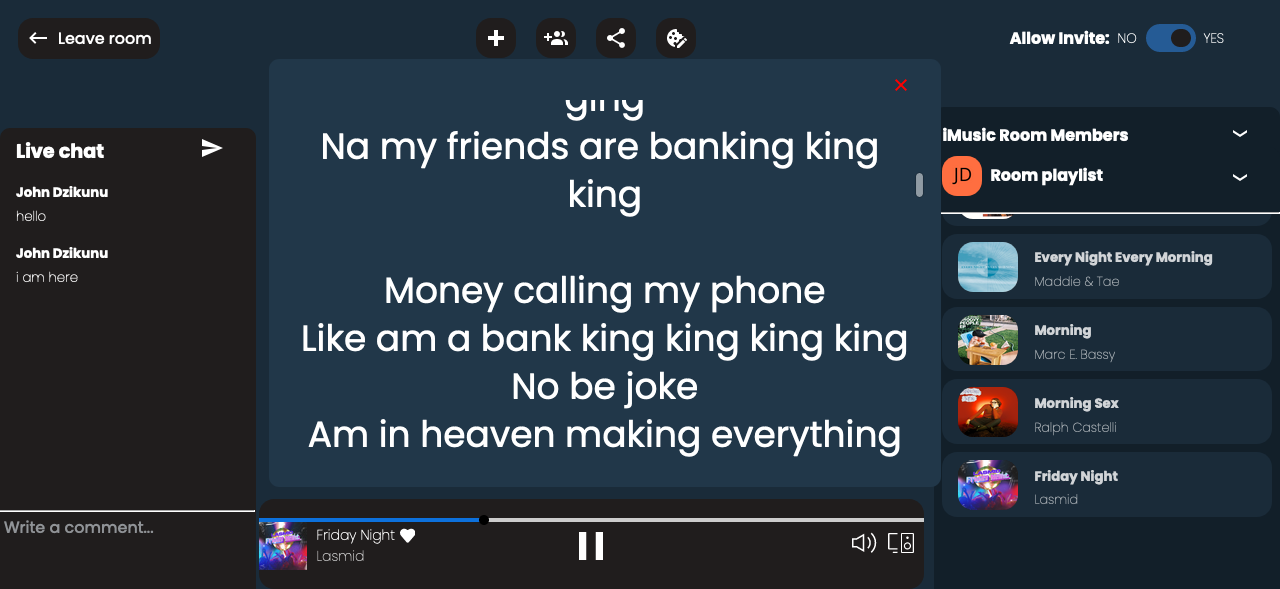 Leave room
Allow Invite: NO YES
Live chat
John Dzikunu
hello
John Dzikunu
i am here
Write a comment...
ging
Na my friends are banking king
king
Money calling my phone
Like am a bank king king king king
No be joke
Am in heaven making everything
iMusic Room Members
JD
Room playlist
Every Night Every Morning
Maddie & Tae
Morning
Marc E. Bassy
Morning Sex
Ralph Castelli
Friday Night
Lasmid
Friday Night
Lasmid